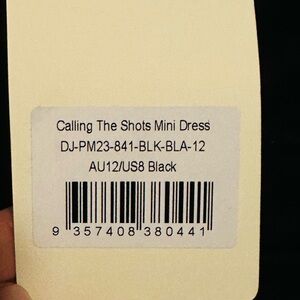 Calling The Shots Mini Dress
DJ-PM23-841-BLK-BLA-12
AU12/US8 Black
9 357408 380441